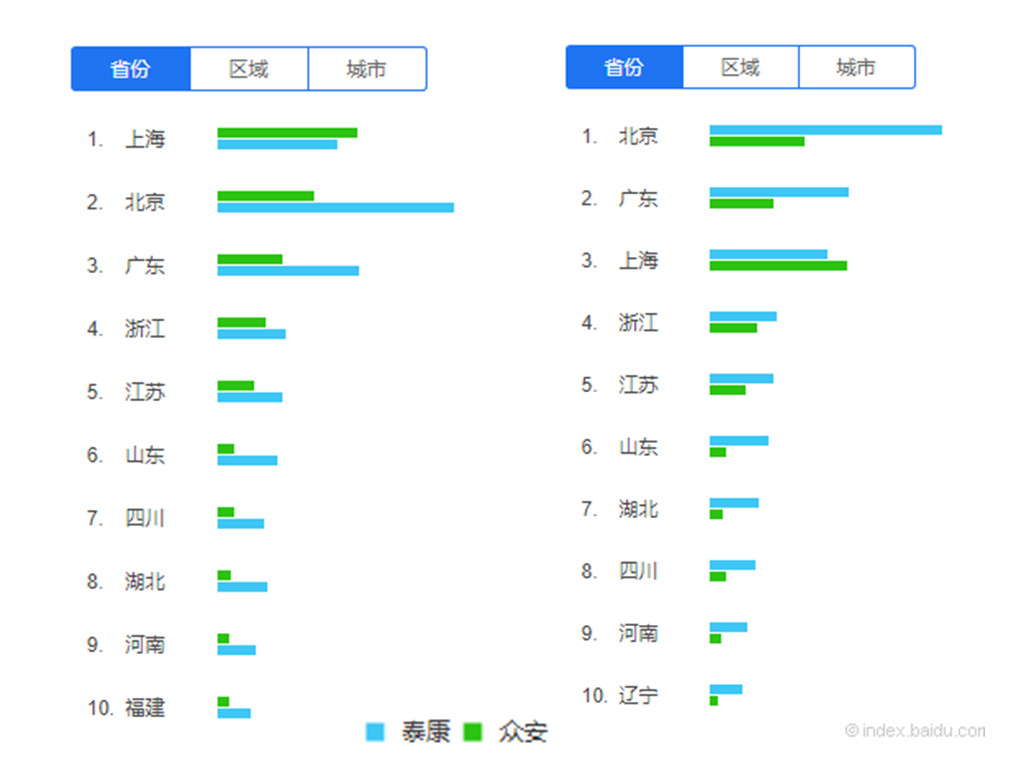 省份 区域 城市
1. 上海
2. 北京
3. 广东
4. 浙江
5. 江苏
6. 山东
7. 四川
8. 湖北
9. 河南
10. 福建
省份 区域 城市
1. 北京
2. 广东
3. 上海
4. 浙江
5. 江苏
6. 山东
7. 湖北
8. 四川
9. 河南
10. 辽宁
泰康 众安
© index.baidu.com